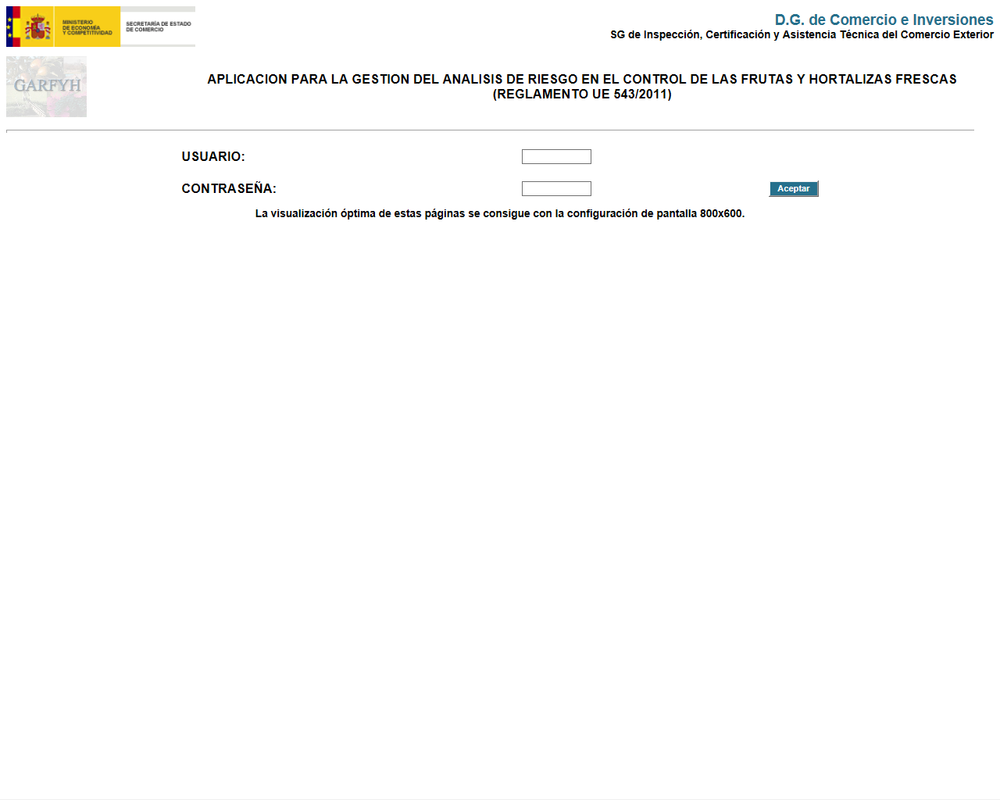 MINISTERIO
DE ECONOMÍA
Y COMPETITIVIDAD
SECRETARÍA DE ESTADO
DE COMERCIO
D.G. de Comercio e Inversiones
SG de Inspección, Certificación y Asistencia Técnica del Comercio Exterior
GARFYH
APLICACION PARA LA GESTION DEL ANALISIS DE RIESGO EN EL CONTROL DE LAS FRUTAS Y HORTALIZAS FRESCAS
(REGLAMENTO UE 543/2011)
USUARIO:
CONTRASEÑA:
Aceptar
La visualización óptima de estas páginas se consigue con la configuración de pantalla 800x600.